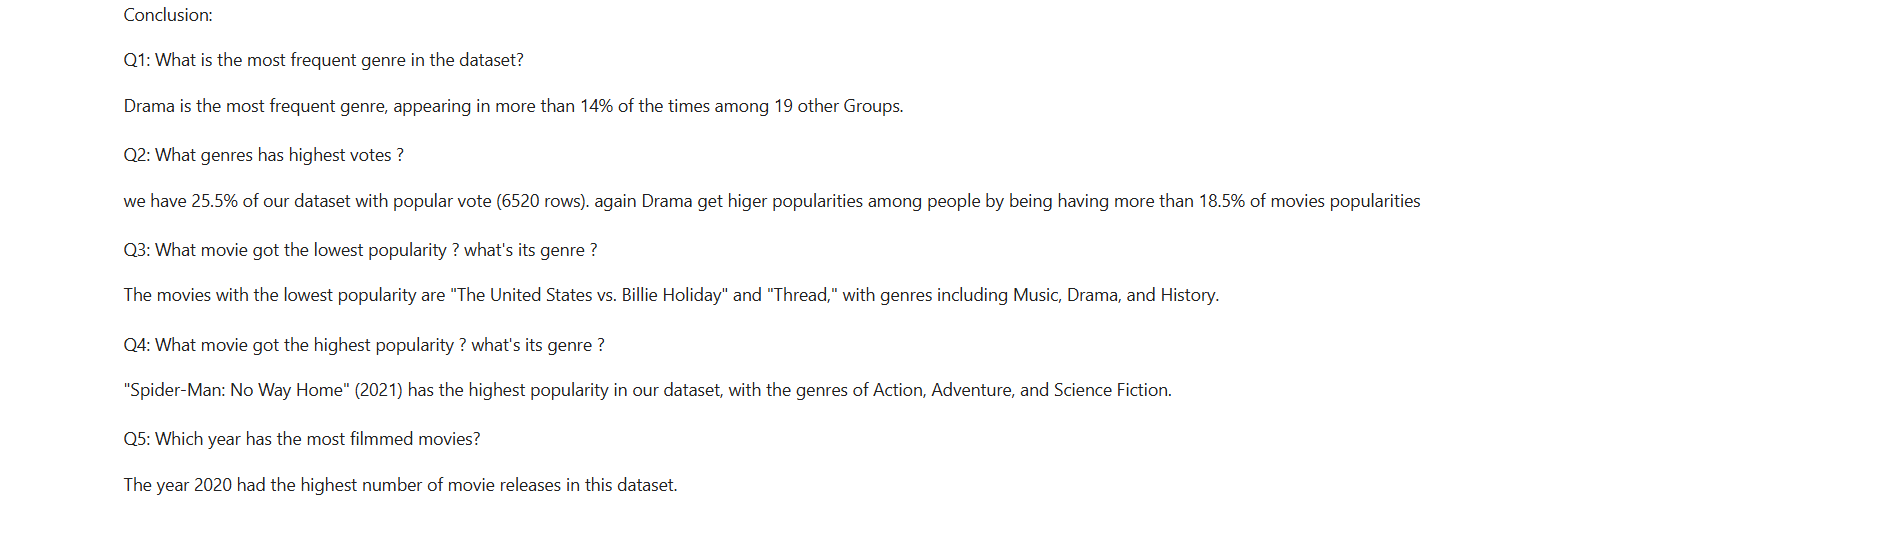 Conclusion:
Q1: What is the most frequent genre in the dataset?
Drama is the most frequent genre, appearing in more than 14% of the times among 19 other Groups.
Q2: What genres has highest votes ?
we have 25.5% of our dataset with popular vote (6520 rows). again Drama get higer popularities among people by being having more than 18.5% of movies popularities
Q3: What movie got the lowest popularity ? what's its genre ?
The movies with the lowest popularity are "The United States vs. Billie Holiday" and "Thread," with genres including Music, Drama, and History.
Q4: What movie got the highest popularity ? what's its genre ?
"Spider-Man: No Way Home" (2021) has the highest popularity in our dataset, with the genres of Action, Adventure, and Science Fiction.
Q5: Which year has the most filmmed movies?
The year 2020 had the highest number of movie releases in this dataset.